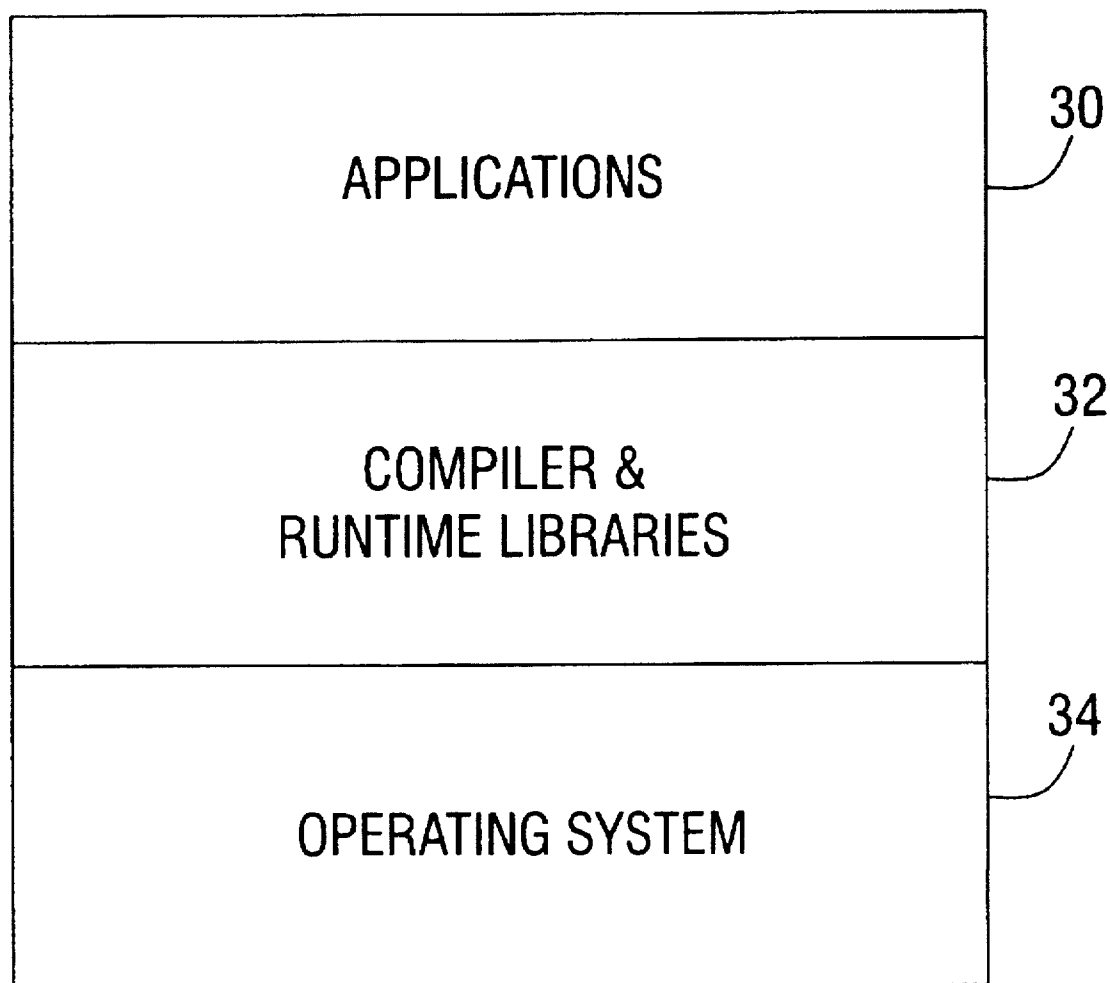 APPLICATIONS
30
COMPILER &
RUNTIME LIBRARIES
32
OPERATING SYSTEM
34